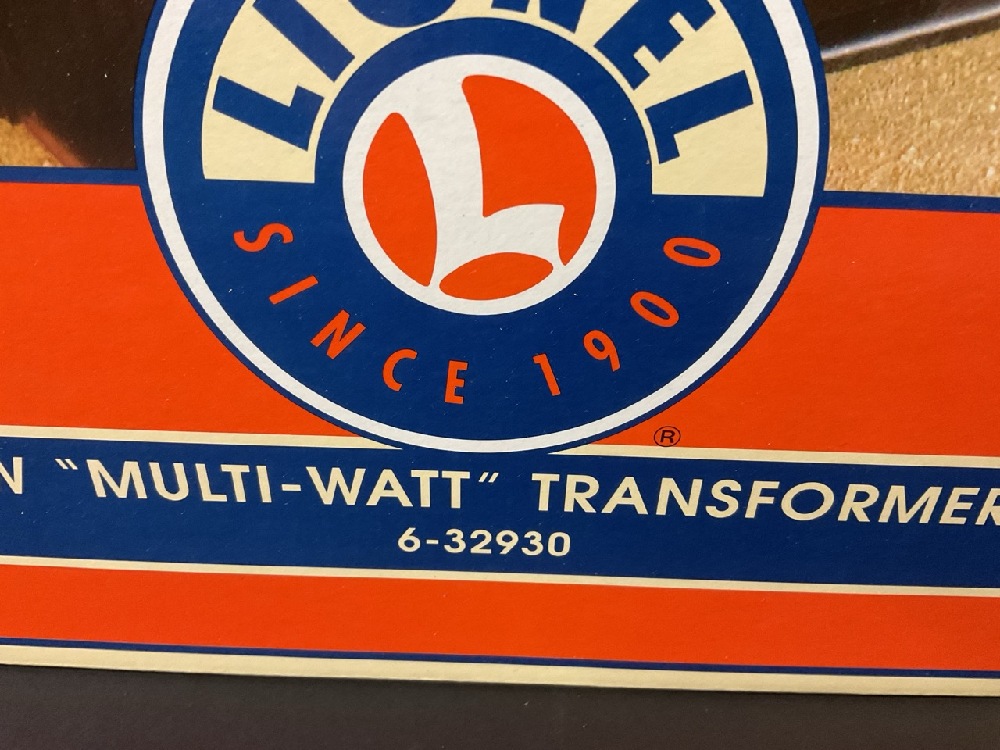 LIONEL
L
SINCE 1900
®
N "MULTI-WATT" TRANSFORMER
6-32930